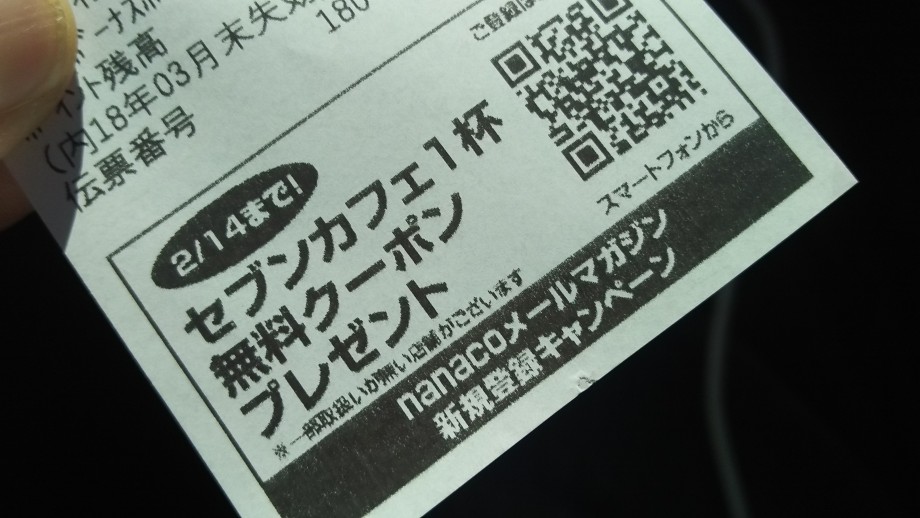 ント残高
(内18年03月末失効
180
伝票番号
2/14まで!
セブンカフェ1杯
無料クーポン
プレゼント
※一部取扱いが無い店舗がございます
ご登録は
スマートフォンから
nanacoメールマガジン
新規登録キャンペーン